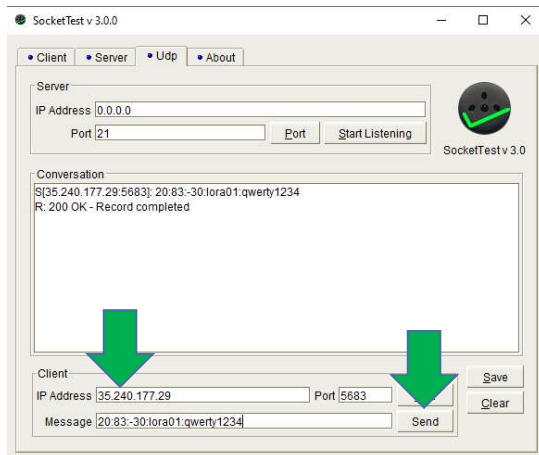 SocketTest v 3.0.0
Client Server Udp About
Server
IP Address 0.0.0.0
Port 21 Port Start Listening
SocketTest v 3.0
Conversation
S[35.240.177.29:5683]: 20:83:-30:lora01:qwerty1234
R: 200 OK - Record completed
Client
IP Address 35.240.177.29 Port 5683
Save
Message 20:83:-30:lora01:qwerty1234 Send
Clear